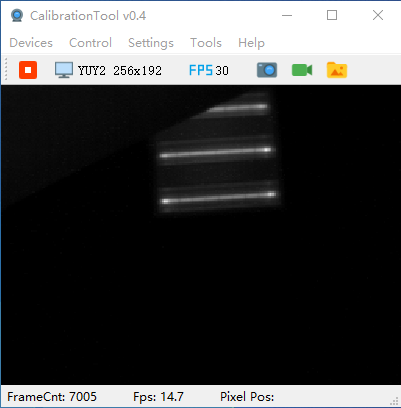 CalibrationTool v0.4
Devices Control Settings Tools Help
YUY2 256x192 FPS 30
FrameCnt: 7005 Fps: 14.7 Pixel Pos: